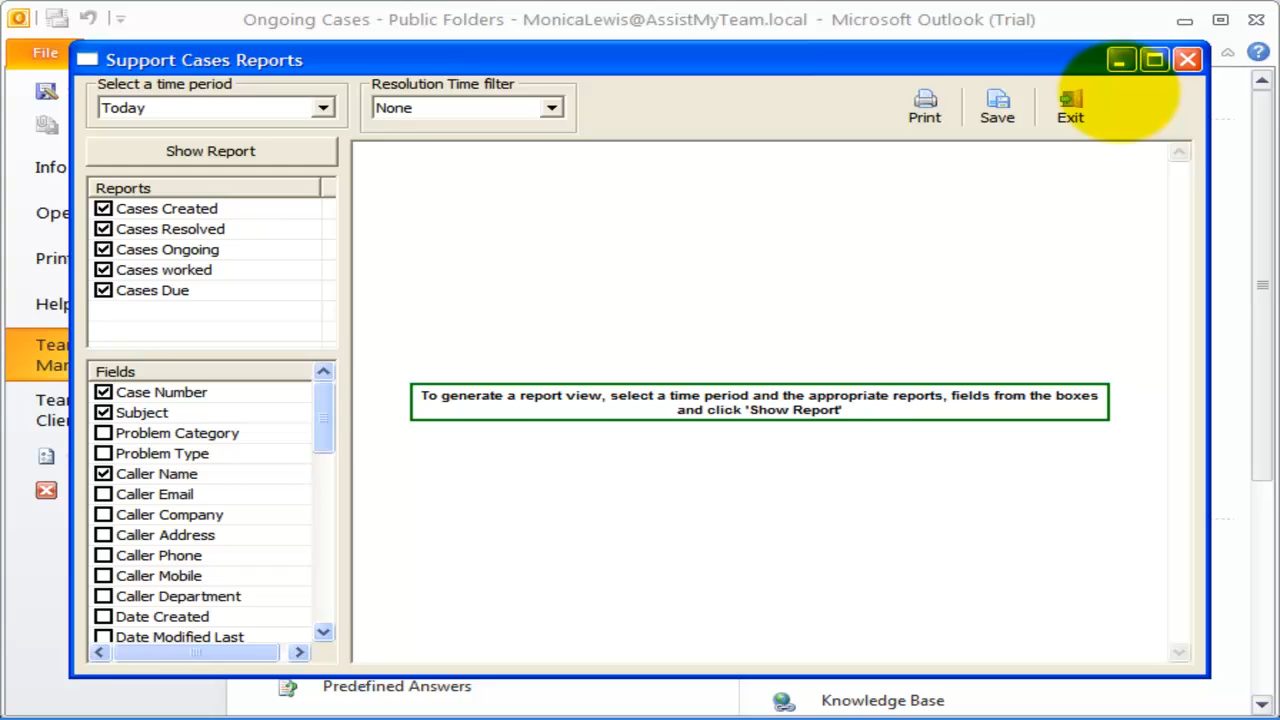 Ongoing Cases - Public Folders - MonicaLewis@AssistMyTeam.local - Microsoft Outlook (Trial)
File
Support Cases Reports
Select a time period
Resolution Time filter
Today
None
Print
Save
Exit
Show Report
Reports
Cases Created
Cases Resolved
Cases Ongoing
Cases worked
Cases Due
Fields
Case Number
Subject
Problem Category
Problem Type
Caller Name
Caller Email
Caller Company
Caller Address
Caller Phone
Caller Mobile
Caller Department
Date Created
Date Modified Last
To generate a report view, select a time period and the appropriate reports, fields from the boxes
and click 'Show Report'
Info
Ope
Print
Help
Tea
Mar
Tea
Clie
Predefined Answers
Knowledge Base